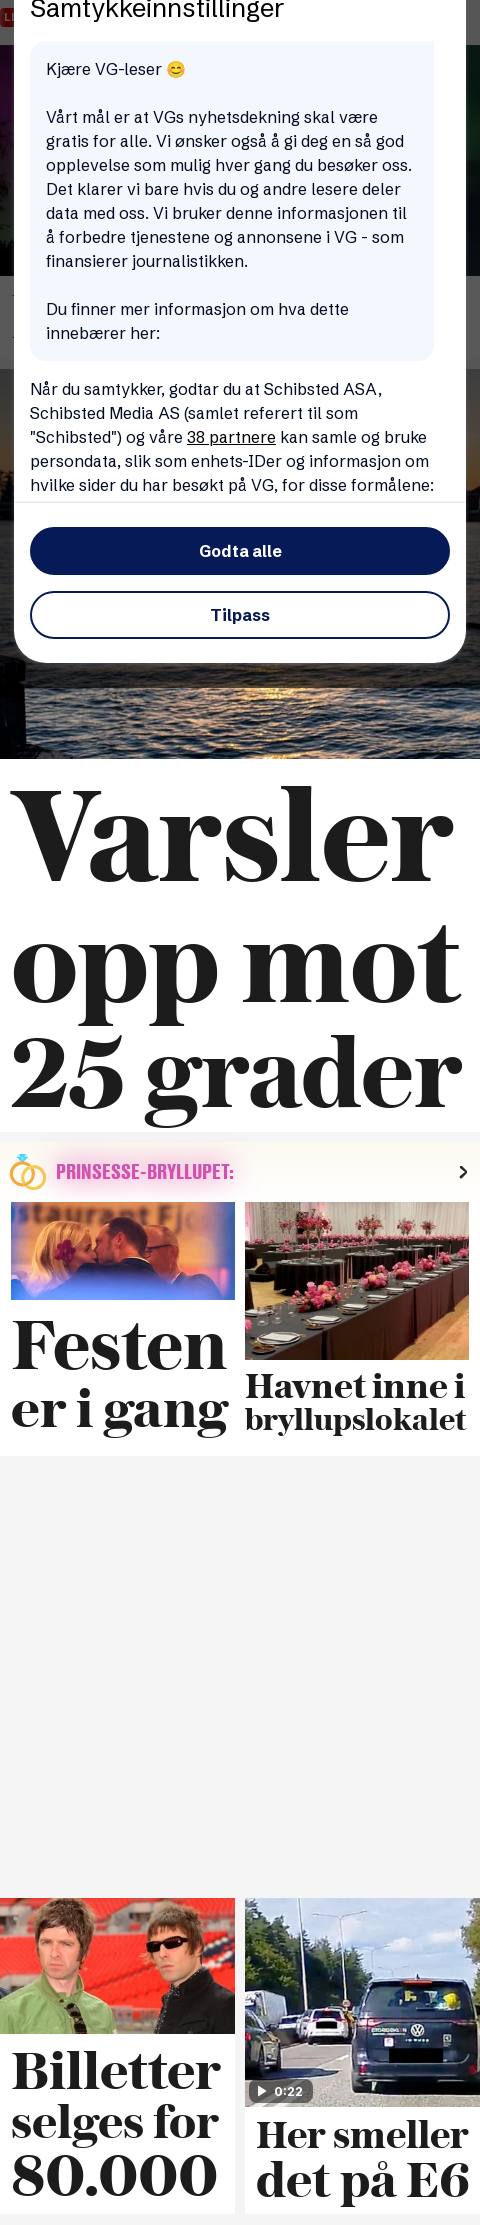 Samtykkeinnstillinger
Kjære VG-leser 😊
Vårt mål er at VGs nyhetsdekning skal være
gratis for alle. Vi ønsker også å gi deg en så god
opplevelse som mulig hver gang du besøker oss.
Det klarer vi bare hvis du og andre lesere deler
data med oss. Vi bruker denne informasjonen til
å forbedre tjenestene og annonsene i VG - som
finansierer journalistikken.
Du finner mer informasjon om hva dette
innebærer her:
Når du samtykker, godtar du at Schibsted ASA,
Schibsted Media AS (samlet referert til som
"Schibsted") og våre 38 partnere kan samle og bruke
persondata, slik som enhets-IDer og informasjon om
hvilke sider du har besøkt på VG, for disse formålene:
Godta alle
Tilpass
Varsler
opp mot
25 grader
PRINSESSE-BRYLLUPET:
Festen
er i gang
Havnet inne i
bryllupslokalet
Billetter
selges for
80.000
0:22
Her smeller
det på E6